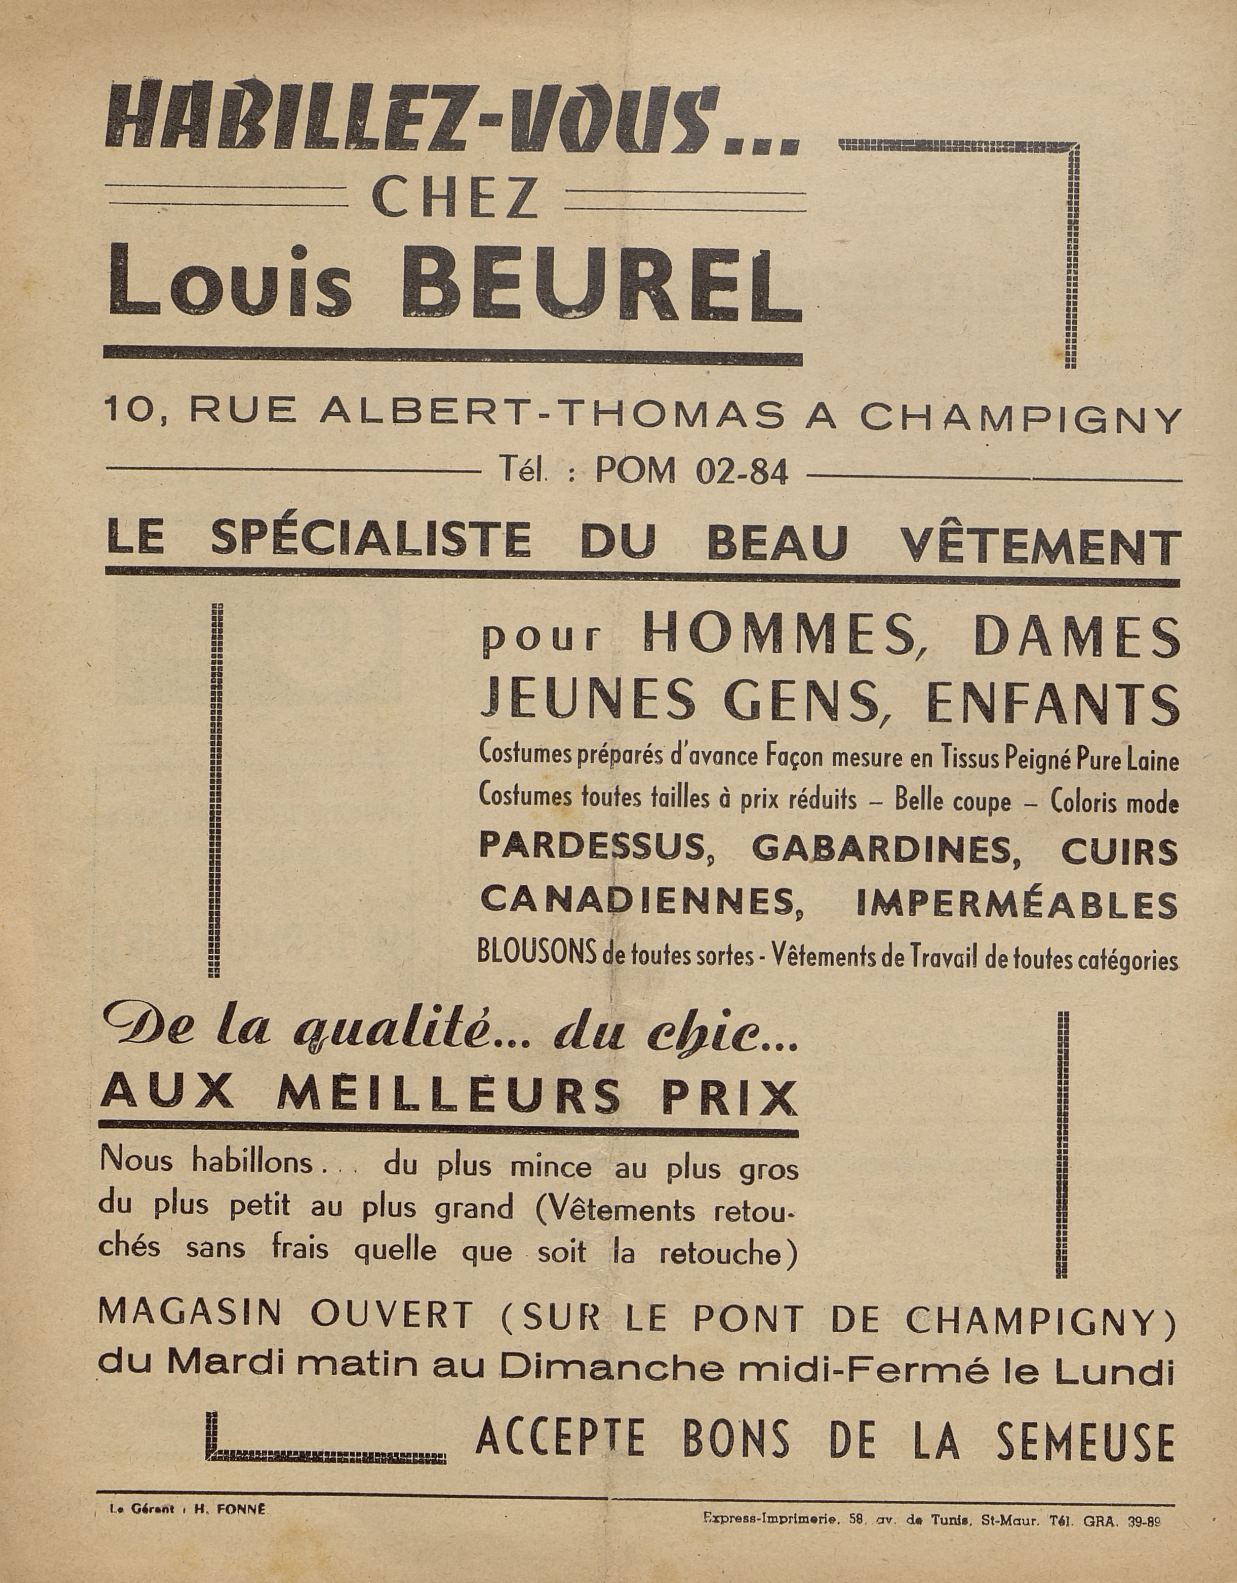 HABILLEZ-VOUS...
CHEZ
Louis BEUREL
10, RUE ALBERT-THOMAS A CHAMPIGNY
Tél. : POM 02-84
LE SPÉCIALISTE DU BEAU VÊTEMENT
pour HOMMES, DAMES
JEUNES GENS, ENFANTS
Costumes préparés d'avance Façon mesure en Tissus Peigné Pure Laine
Costumes toutes tailles à prix réduits – Belle coupe – Coloris mode
PARDESSUS, GABARDINES, CUIRS
CANADIENNES, IMPERMÉABLES
BLOUSONS de toutes sortes - Vêtements de Travail de toutes catégories
De la qualité... du chic...
AUX MEILLEURS PRIX
Nous habillons... du plus mince au plus gros
du plus petit au plus grand (Vêtements retou-
chés sans frais quelle que soit la retouche)
MAGASIN OUVERT (SUR LE PONT DE CHAMPIGNY)
du Mardi matin au Dimanche midi-Fermé le Lundi
ACCEPTE BONS DE LA SEMEUSE
Le Gérant : H. FONNÉ
Express-Imprimerie, 58, av. de Tunis, St-Maur. Tél. GRA. 39-89